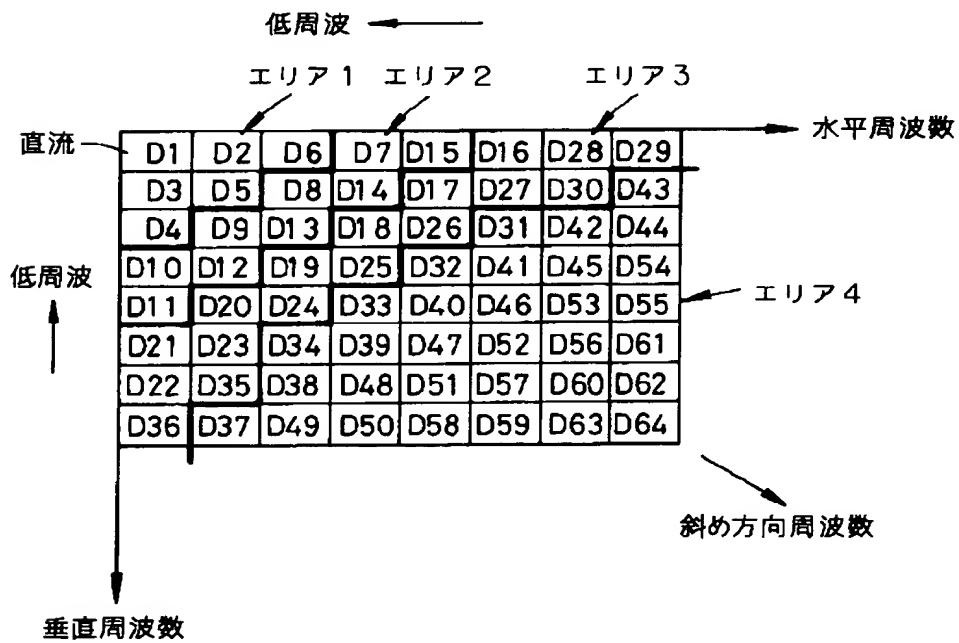 低周波
エリア1 エリア2 エリア3
水平周波数
直流
D1 D2 D6 D7 D15 D16 D28 D29
D3 D5 D8 D14 D17 D27 D30 D43
D4 D9 D13 D18 D26 D31 D42 D44
D10 D12 D19 D25 D32 D41 D45 D54
低周波
D11 D20 D24 D33 D40 D46 D53 D55
エリア4
D21 D23 D34 D39 D47 D52 D56 D61
D22 D35 D38 D48 D51 D57 D60 D62
D36 D37 D49 D50 D58 D59 D63 D64
斜め方向周波数
垂直周波数